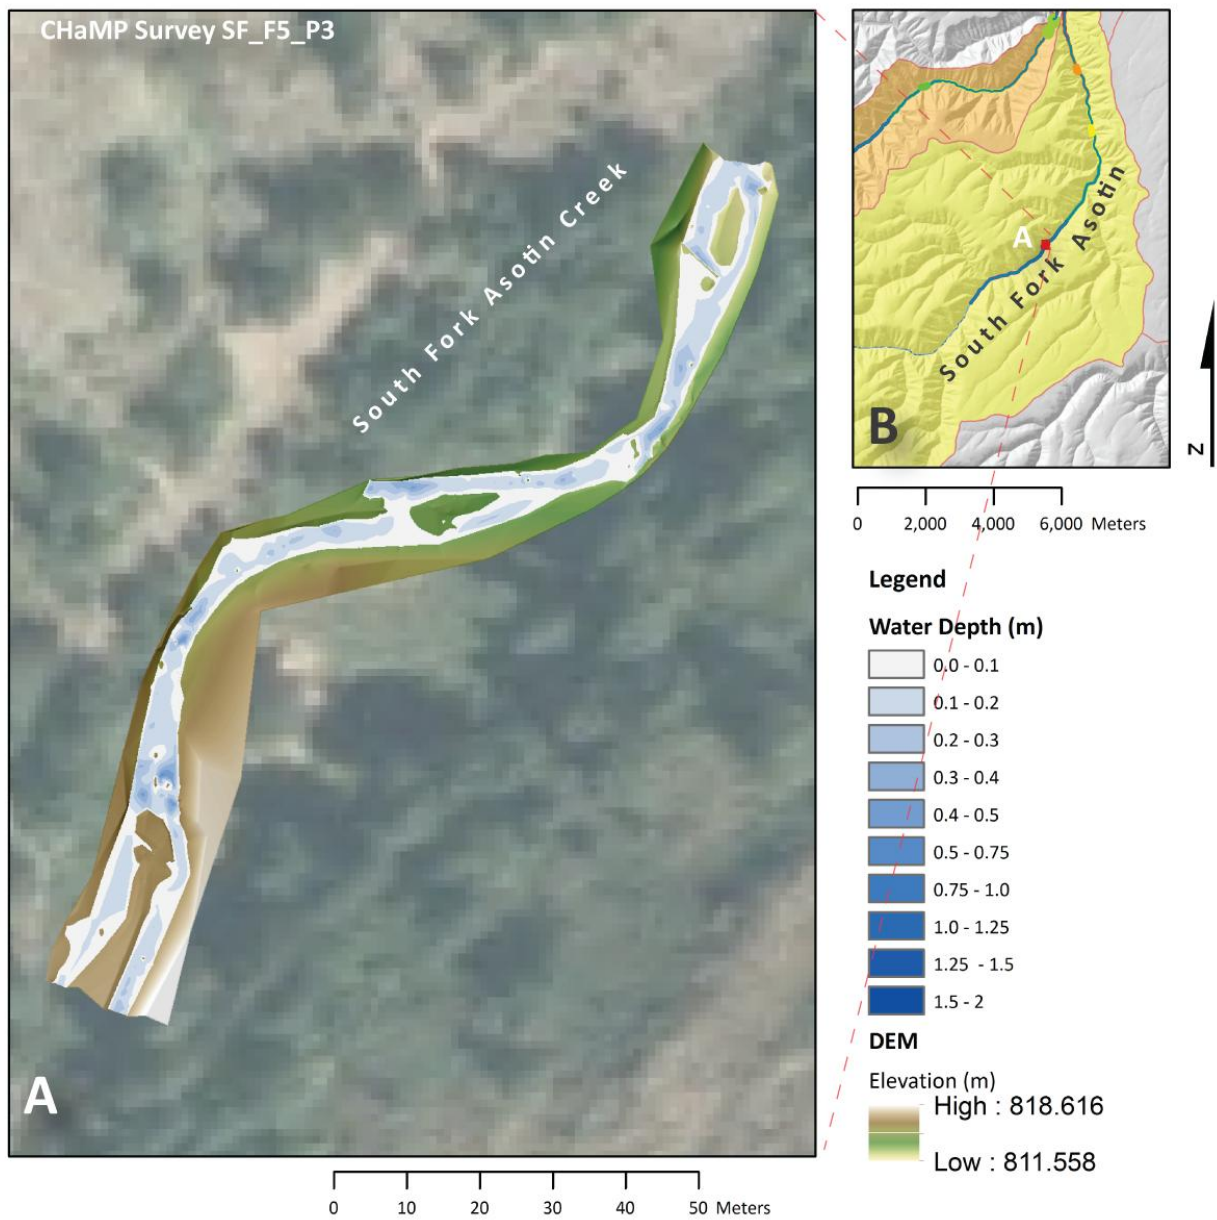 CHaMP Survey SF_F5_P3
South Fork Asotin Creek
A
0 10 20 30 40 50 Meters
A
South Fork Asotin
B
N
0 2,000 4,000 6,000 Meters
Legend
Water Depth (m)
0.0 - 0.1
0.1 - 0.2
0.2 - 0.3
0.3 - 0.4
0.4 - 0.5
0.5 - 0.75
0.75 - 1.0
1.0 - 1.25
1.25 - 1.5
1.5 - 2
DEM
Elevation (m)
High : 818.616
Low : 811.558